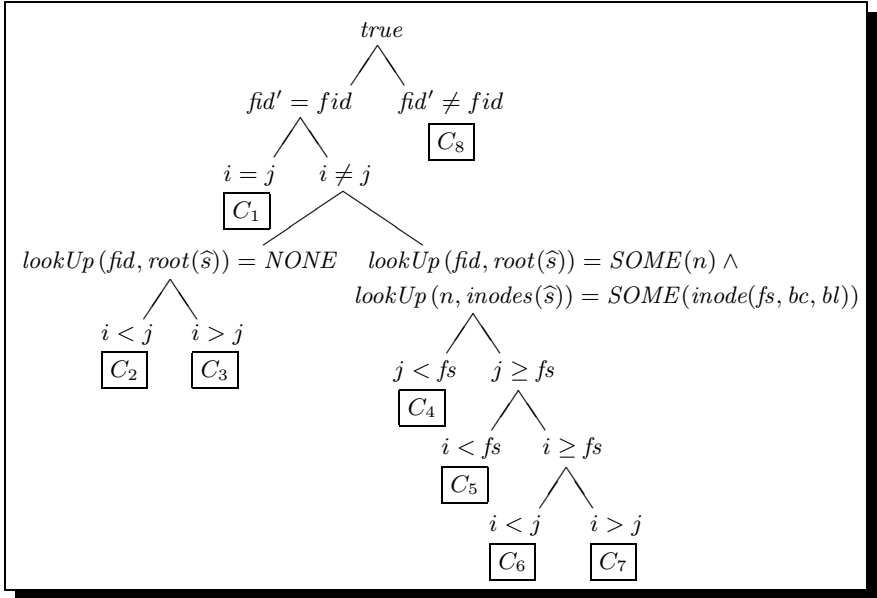 true
fid′ = fid fid′ ≠ fid
C₈
i = j i ≠ j
C₁
lookUp (fid, root(ŝ)) = NONE lookUp (fid, root(ŝ)) = SOME(n) ∧
lookUp (n, inodes(ŝ)) = SOME(inode(fs, bc, bl))
i < j i > j
C₂ C₃
j < fs j ≥ fs
C₄
i < fs i ≥ fs
C₅
i < j i > j
C₆ C₇